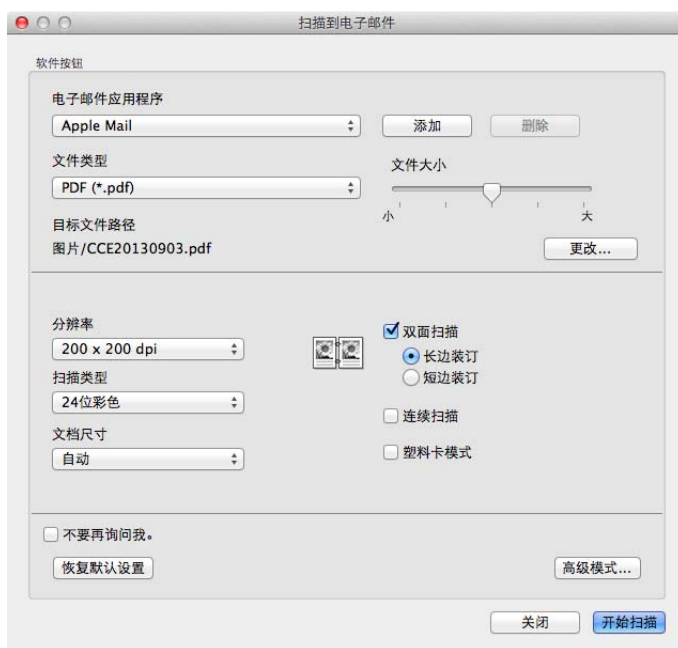 扫描到电子邮件
软件按钮
电子邮件应用程序
Apple Mail
添加
删除
文件类型
PDF (*.pdf)
文件大小
小
大
目标文件路径
图片/CCE20130903.pdf
更改...
分辨率
200 x 200 dpi
扫描类型
24位彩色
文档尺寸
自动
双面扫描
长边装订
短边装订
连续扫描
塑料卡模式
不要再询问我。
恢复默认设置
高级模式...
关闭
开始扫描